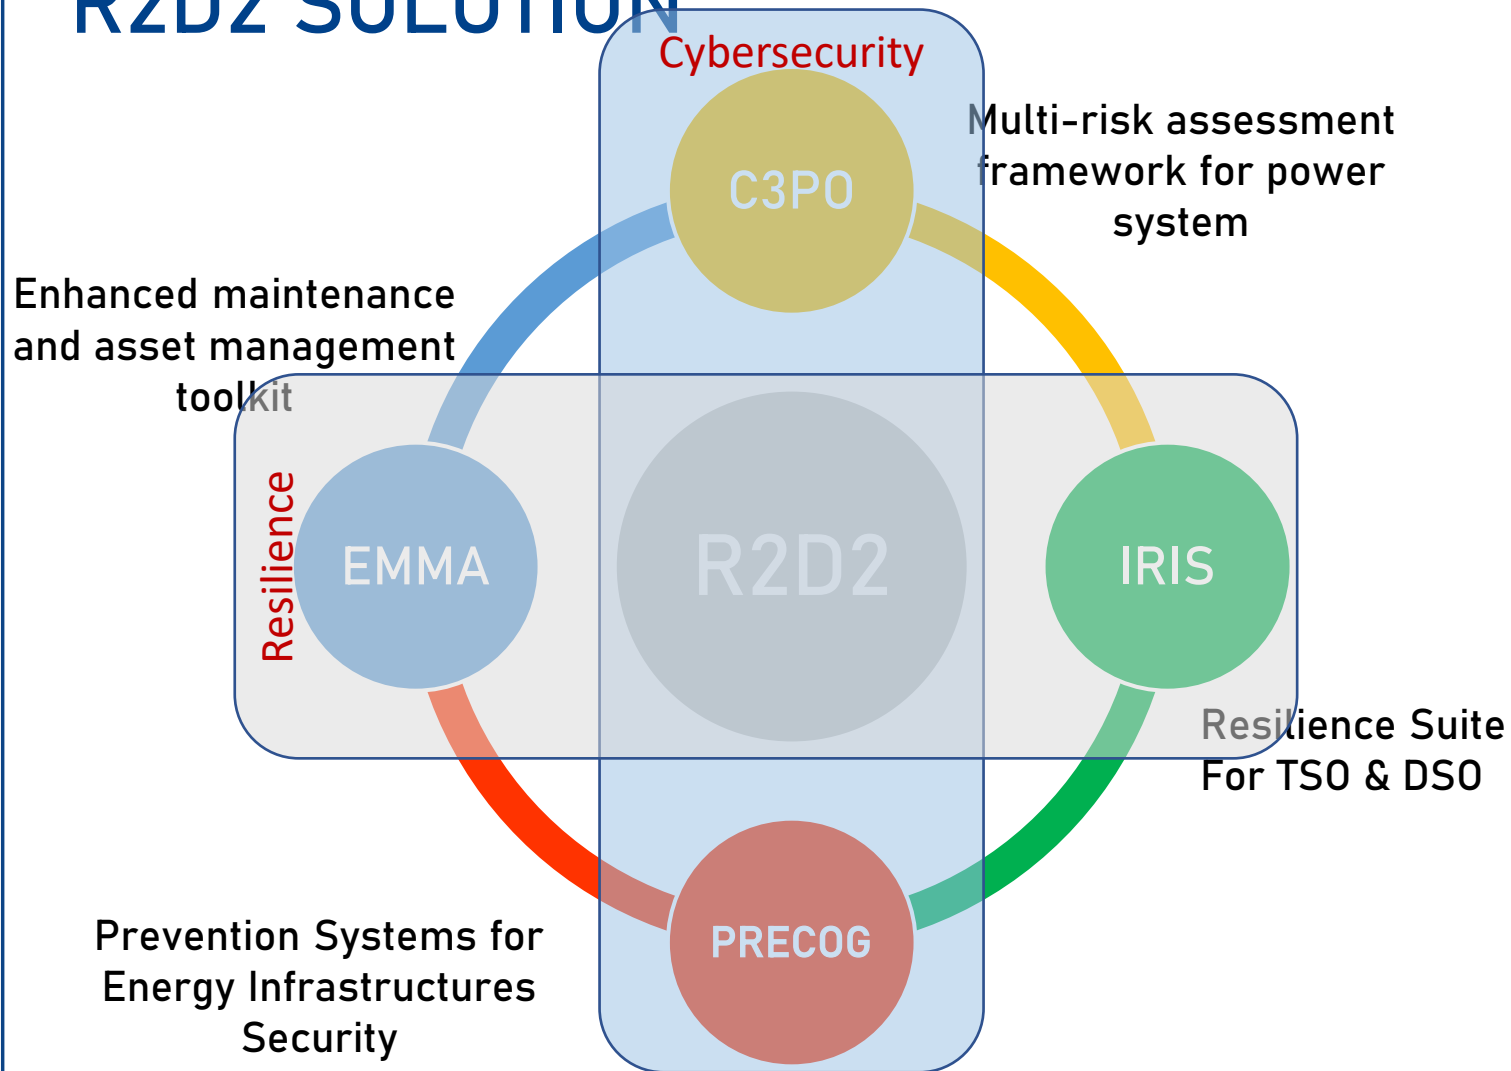 R2D2 SOLUTION
Cybersecurity
C3PO
Multi-risk assessment
framework for power
system
Enhanced maintenance
and asset management
toolkit
Resilience
EMMA
R2D2
IRIS
Resilience Suite
For TSO & DSO
PRECOG
Prevention Systems for
Energy Infrastructures
Security